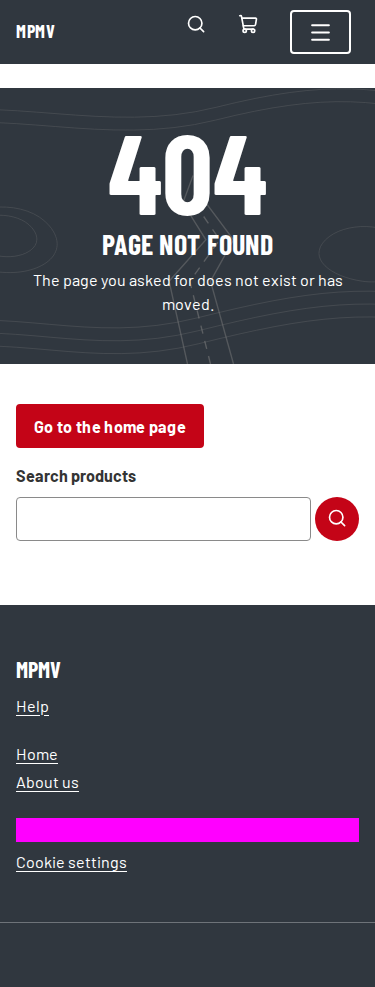 MPMV
404
PAGE NOT FOUND
The page you asked for does not exist or has
moved.
Go to the home page
Search products
MPMV
Help
Home
About us
Cookie settings